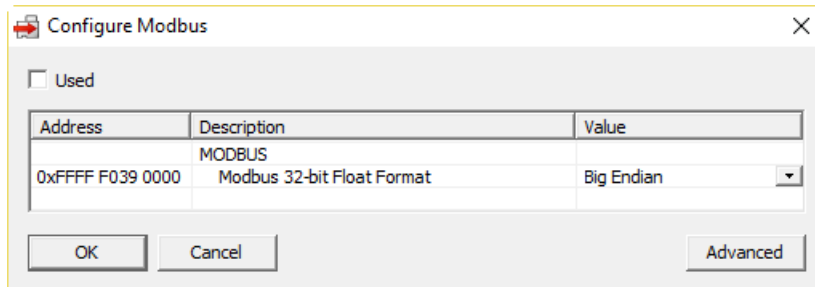 Configure Modbus
Used
Address Description Value
MODBUS
0xFFFF F039 0000 Modbus 32-bit Float Format Big Endian
OK Cancel Advanced